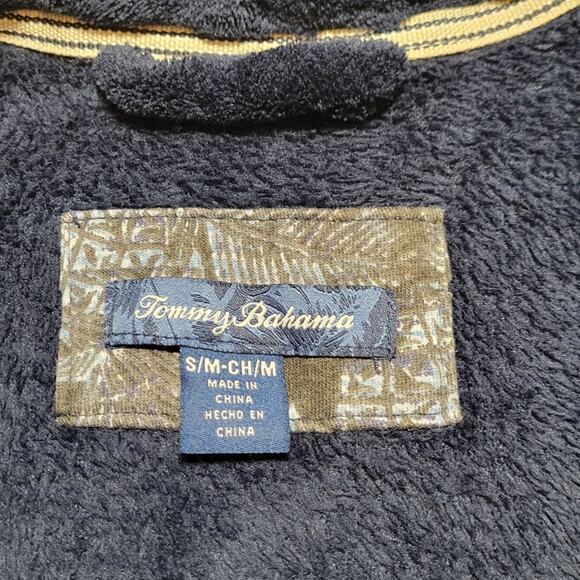 Tommy Bahama
S/M-CH/M
MADE IN
CHINA
HECHO EN
CHINA